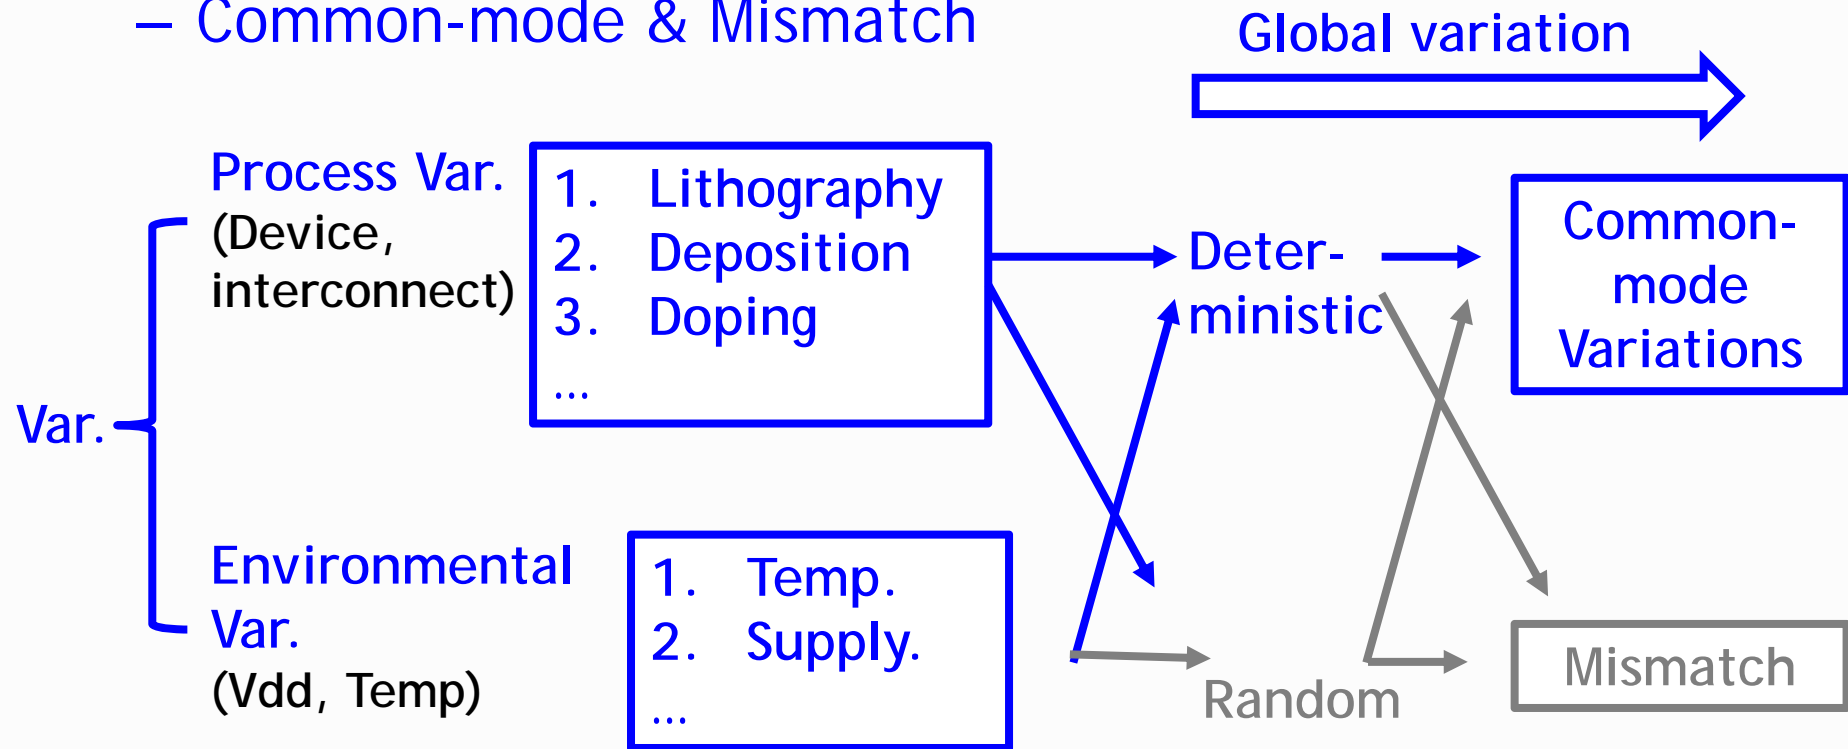 – Common-mode & Mismatch
Global variation
Process Var.
(Device,
interconnect)
1. Lithography
2. Deposition
3. Doping
...
Deter-
ministic
Common-
mode
Variations
Var.
Environmental
Var.
(Vdd, Temp)
1. Temp.
2. Supply.
...
Random
Mismatch